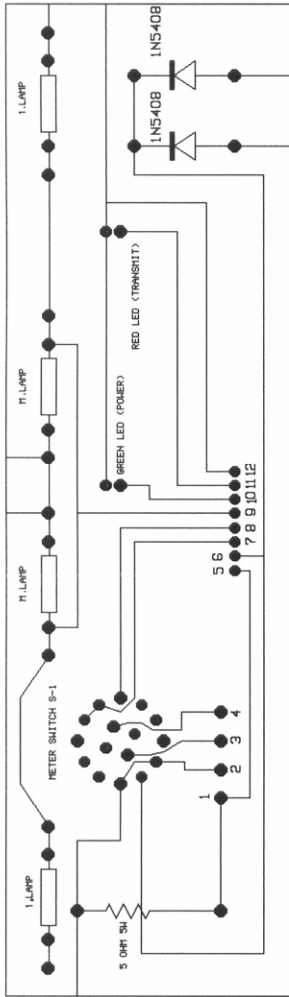 1.LAMP
M.LAMP
M.LAMP
1.LAMP
1N5408
1N5408
RED LED (TRANSMIT)
GREEN LED (POWER)
METER SWITCH S-1
5 OHM 5W
12
11
10
9
8
7
6
5
4
3
2
1